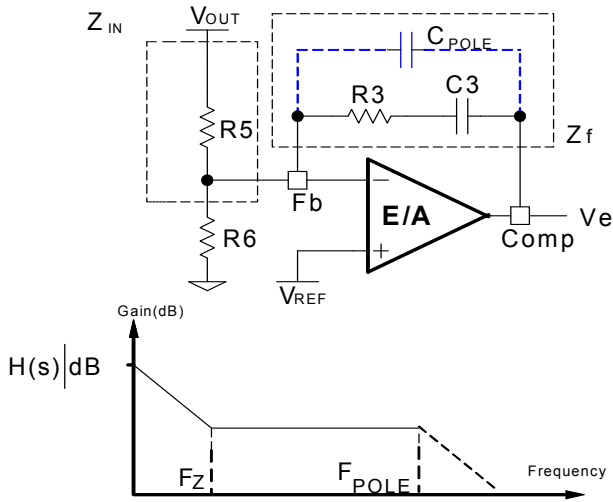 Z IN
VOUT
CPOLE
R3
C3
R5
Zf
Fb
E/A
R6
Ve
Comp
VREF
Gain(dB)
H(s)|dB
FZ
FPOLE
Frequency